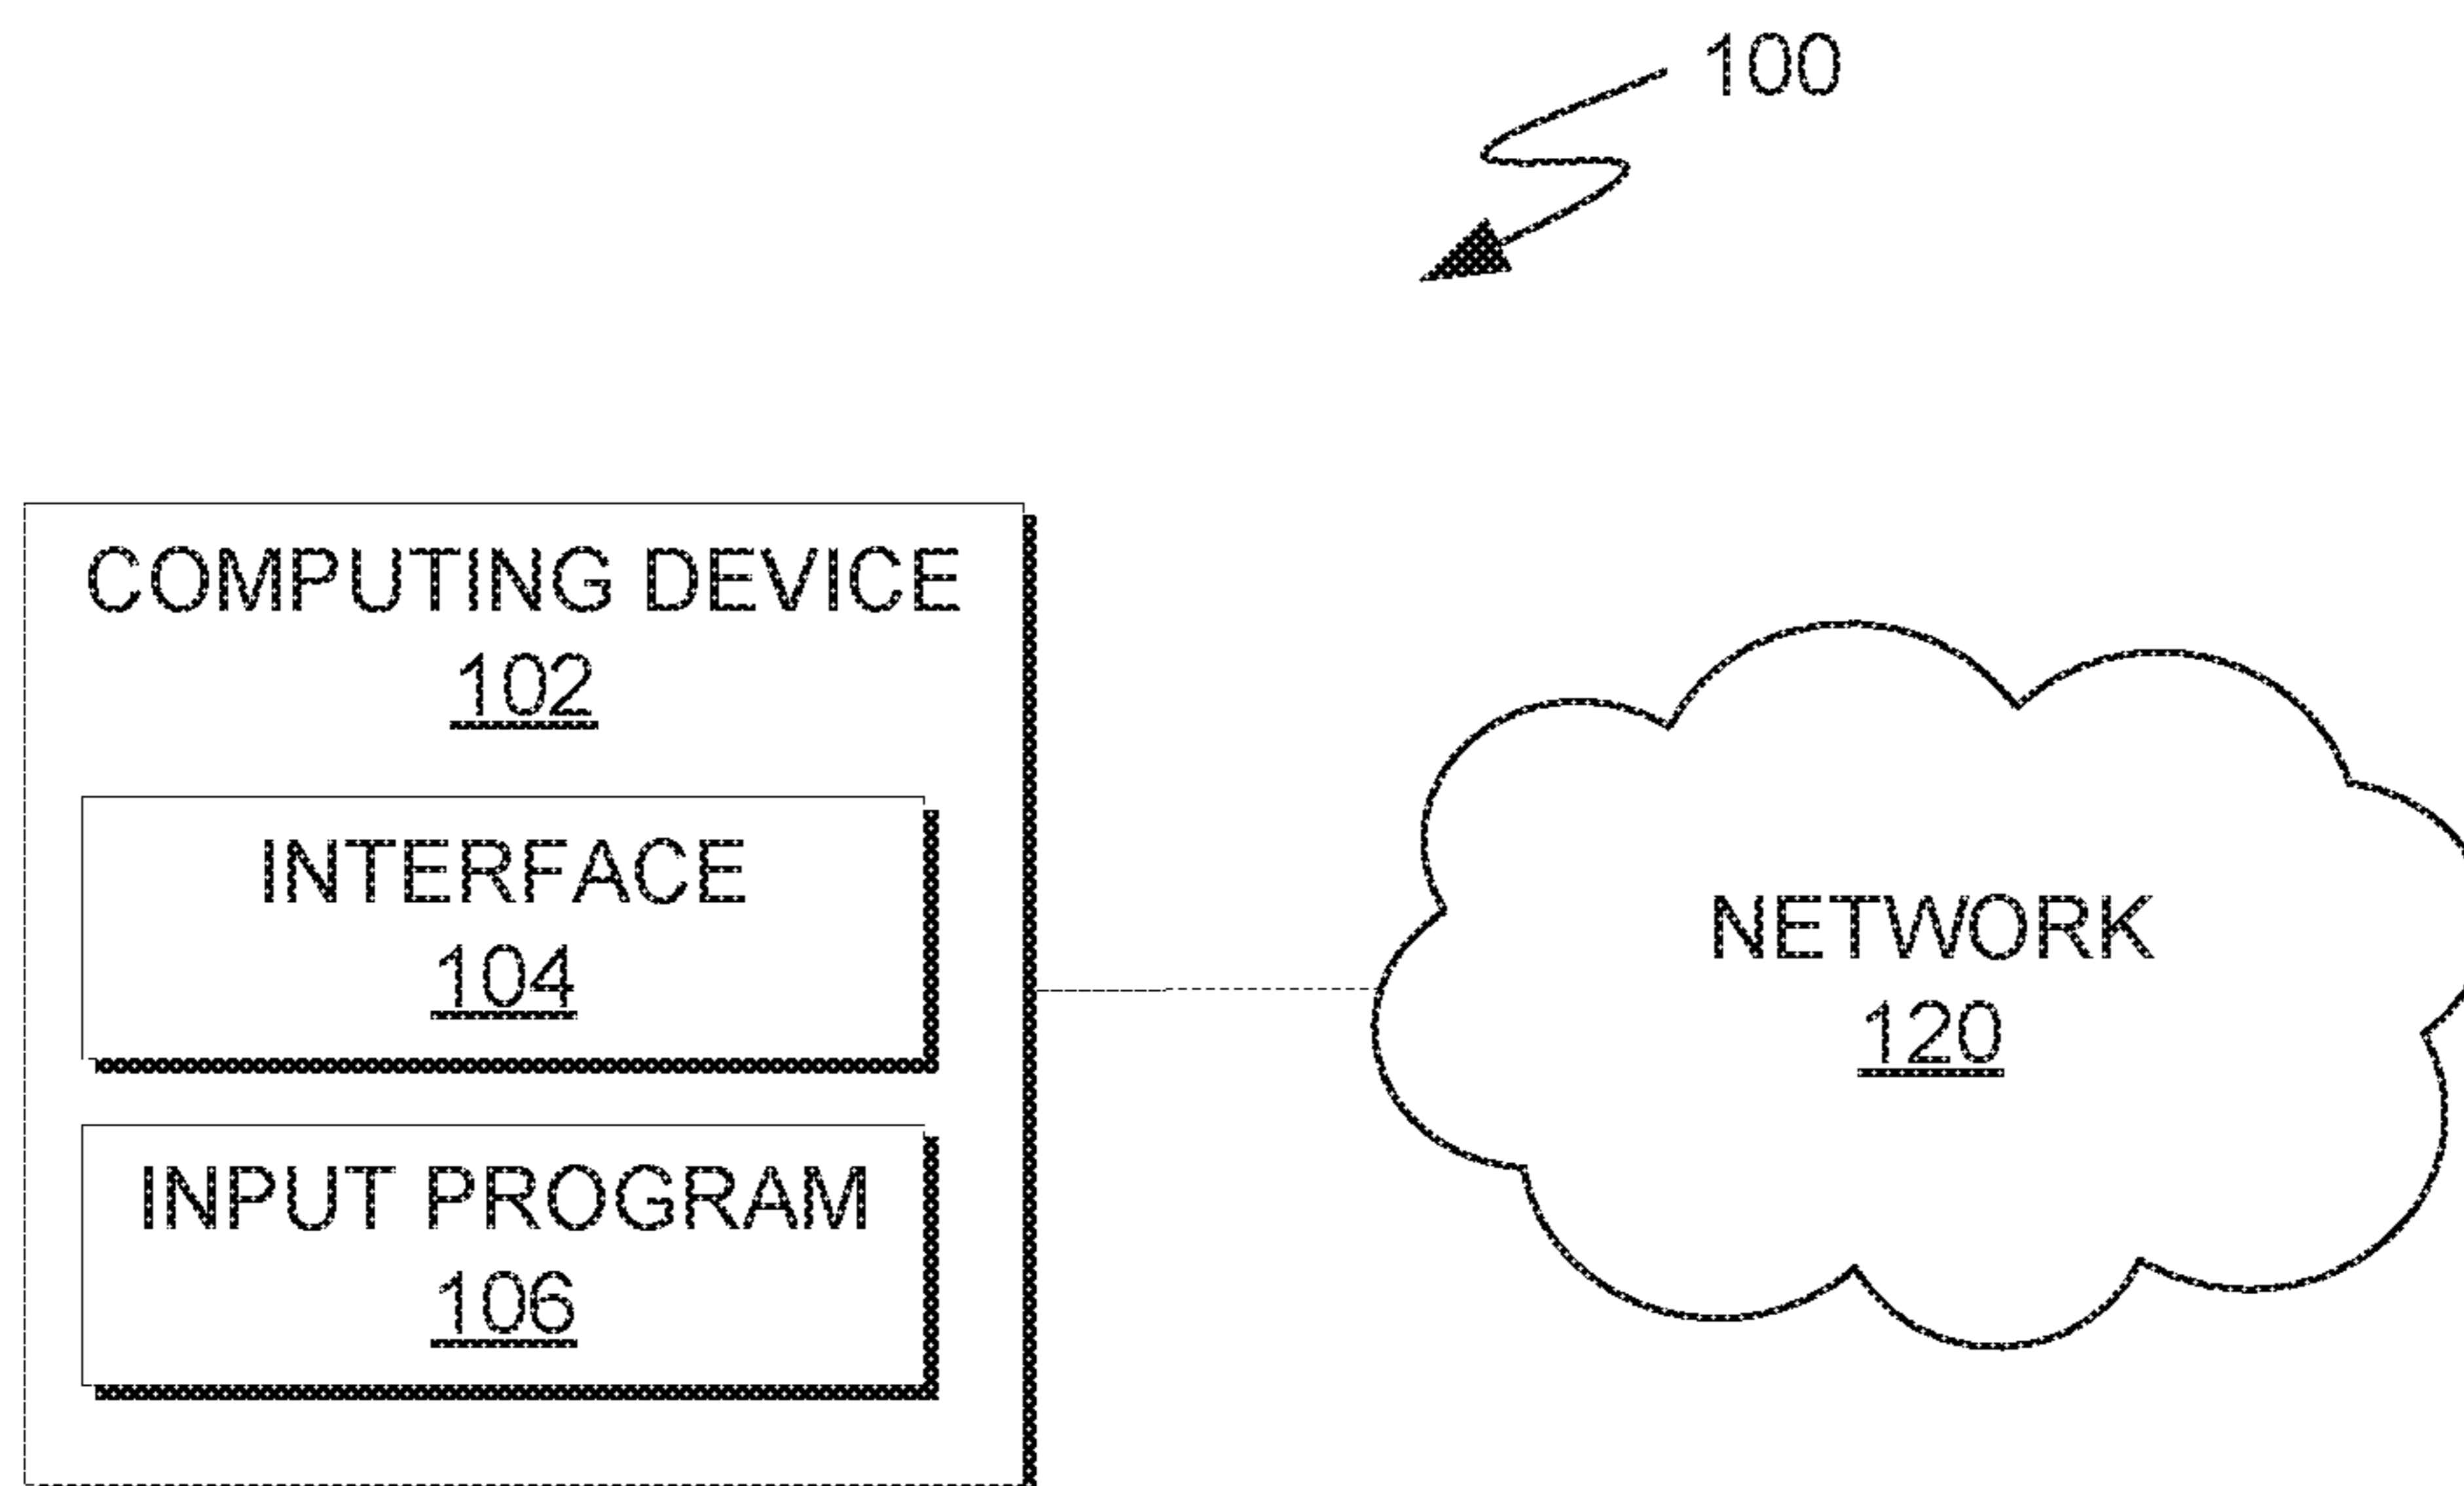 100
COMPUTING DEVICE
102
INTERFACE
104
INPUT PROGRAM
106
NETWORK
120